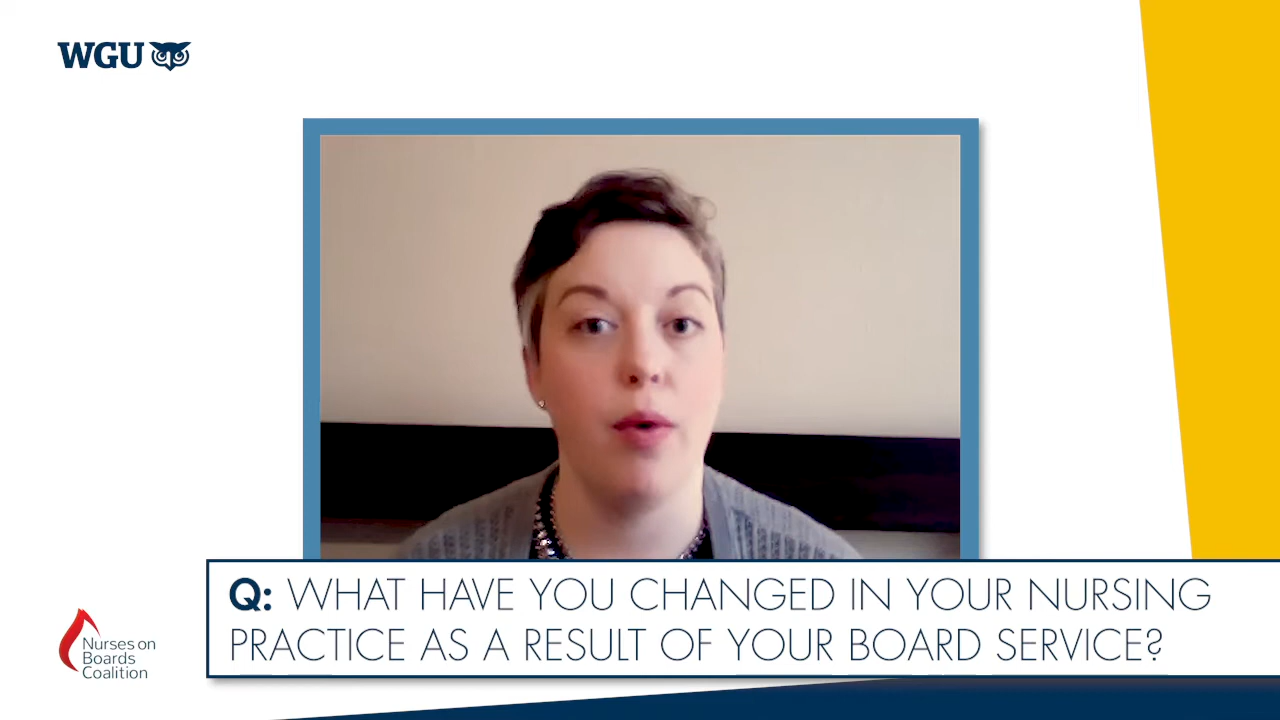 WGU
Q: WHAT HAVE YOU CHANGED IN YOUR NURSING
PRACTICE AS A RESULT OF YOUR BOARD SERVICE?
Nurses on
Boards
Coalition